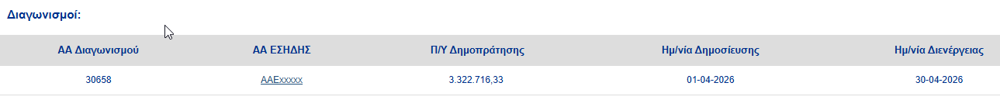 Διαγωνισμοί:
ΑΑ Διαγωνισμού ΑΑ ΕΣΗΔΗΣ Π/Υ Δημοπράτησης Ημ/νία Δημοσίευσης Ημ/νία Διενέργειας
30658 ΑΑΕxxxxx 3.322.716,33 01-04-2026 30-04-2026